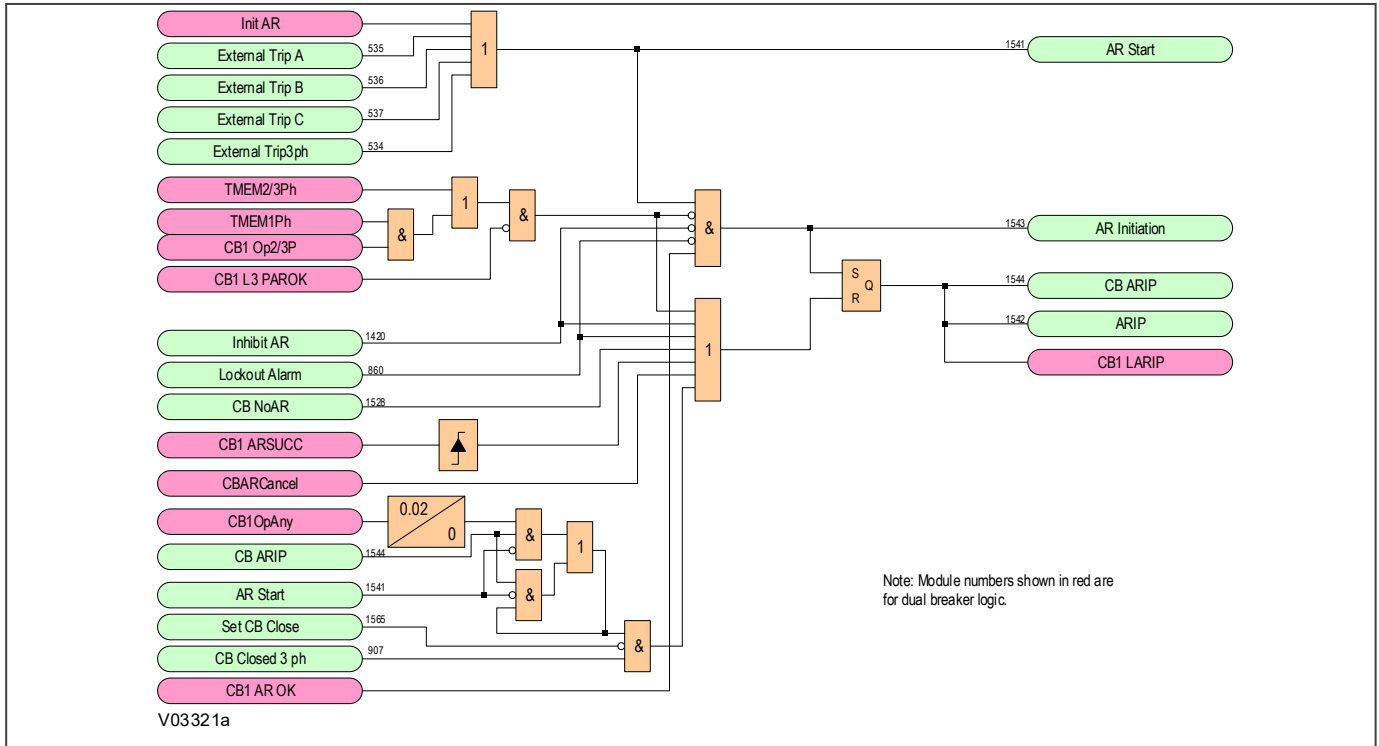 Init AR
External Trip A
535
External Trip B
536
External Trip C
537
External Trip3ph
534
1
1541
AR Start
TMEM2/3Ph
TMEM1Ph
CB1 Op2/3P
CB1 L3 PAROK
&
1
&
&
1543
AR Initiation
Inhibit AR
1420
Lockout Alarm
860
CB NoAR
1528
CB1 ARSUCC
CBARCancel
1
S
Q
R
1544
CB ARIP
1542
ARIP
CB1 LARIP
CB1OpAny
0.02
0
CB ARIP
1544
AR Start
1541
Set CB Close
1565
CB Closed 3 ph
907
CB1 AR OK
&
1
&
&
Note: Module numbers shown in red are
for dual breaker logic.
V03321a